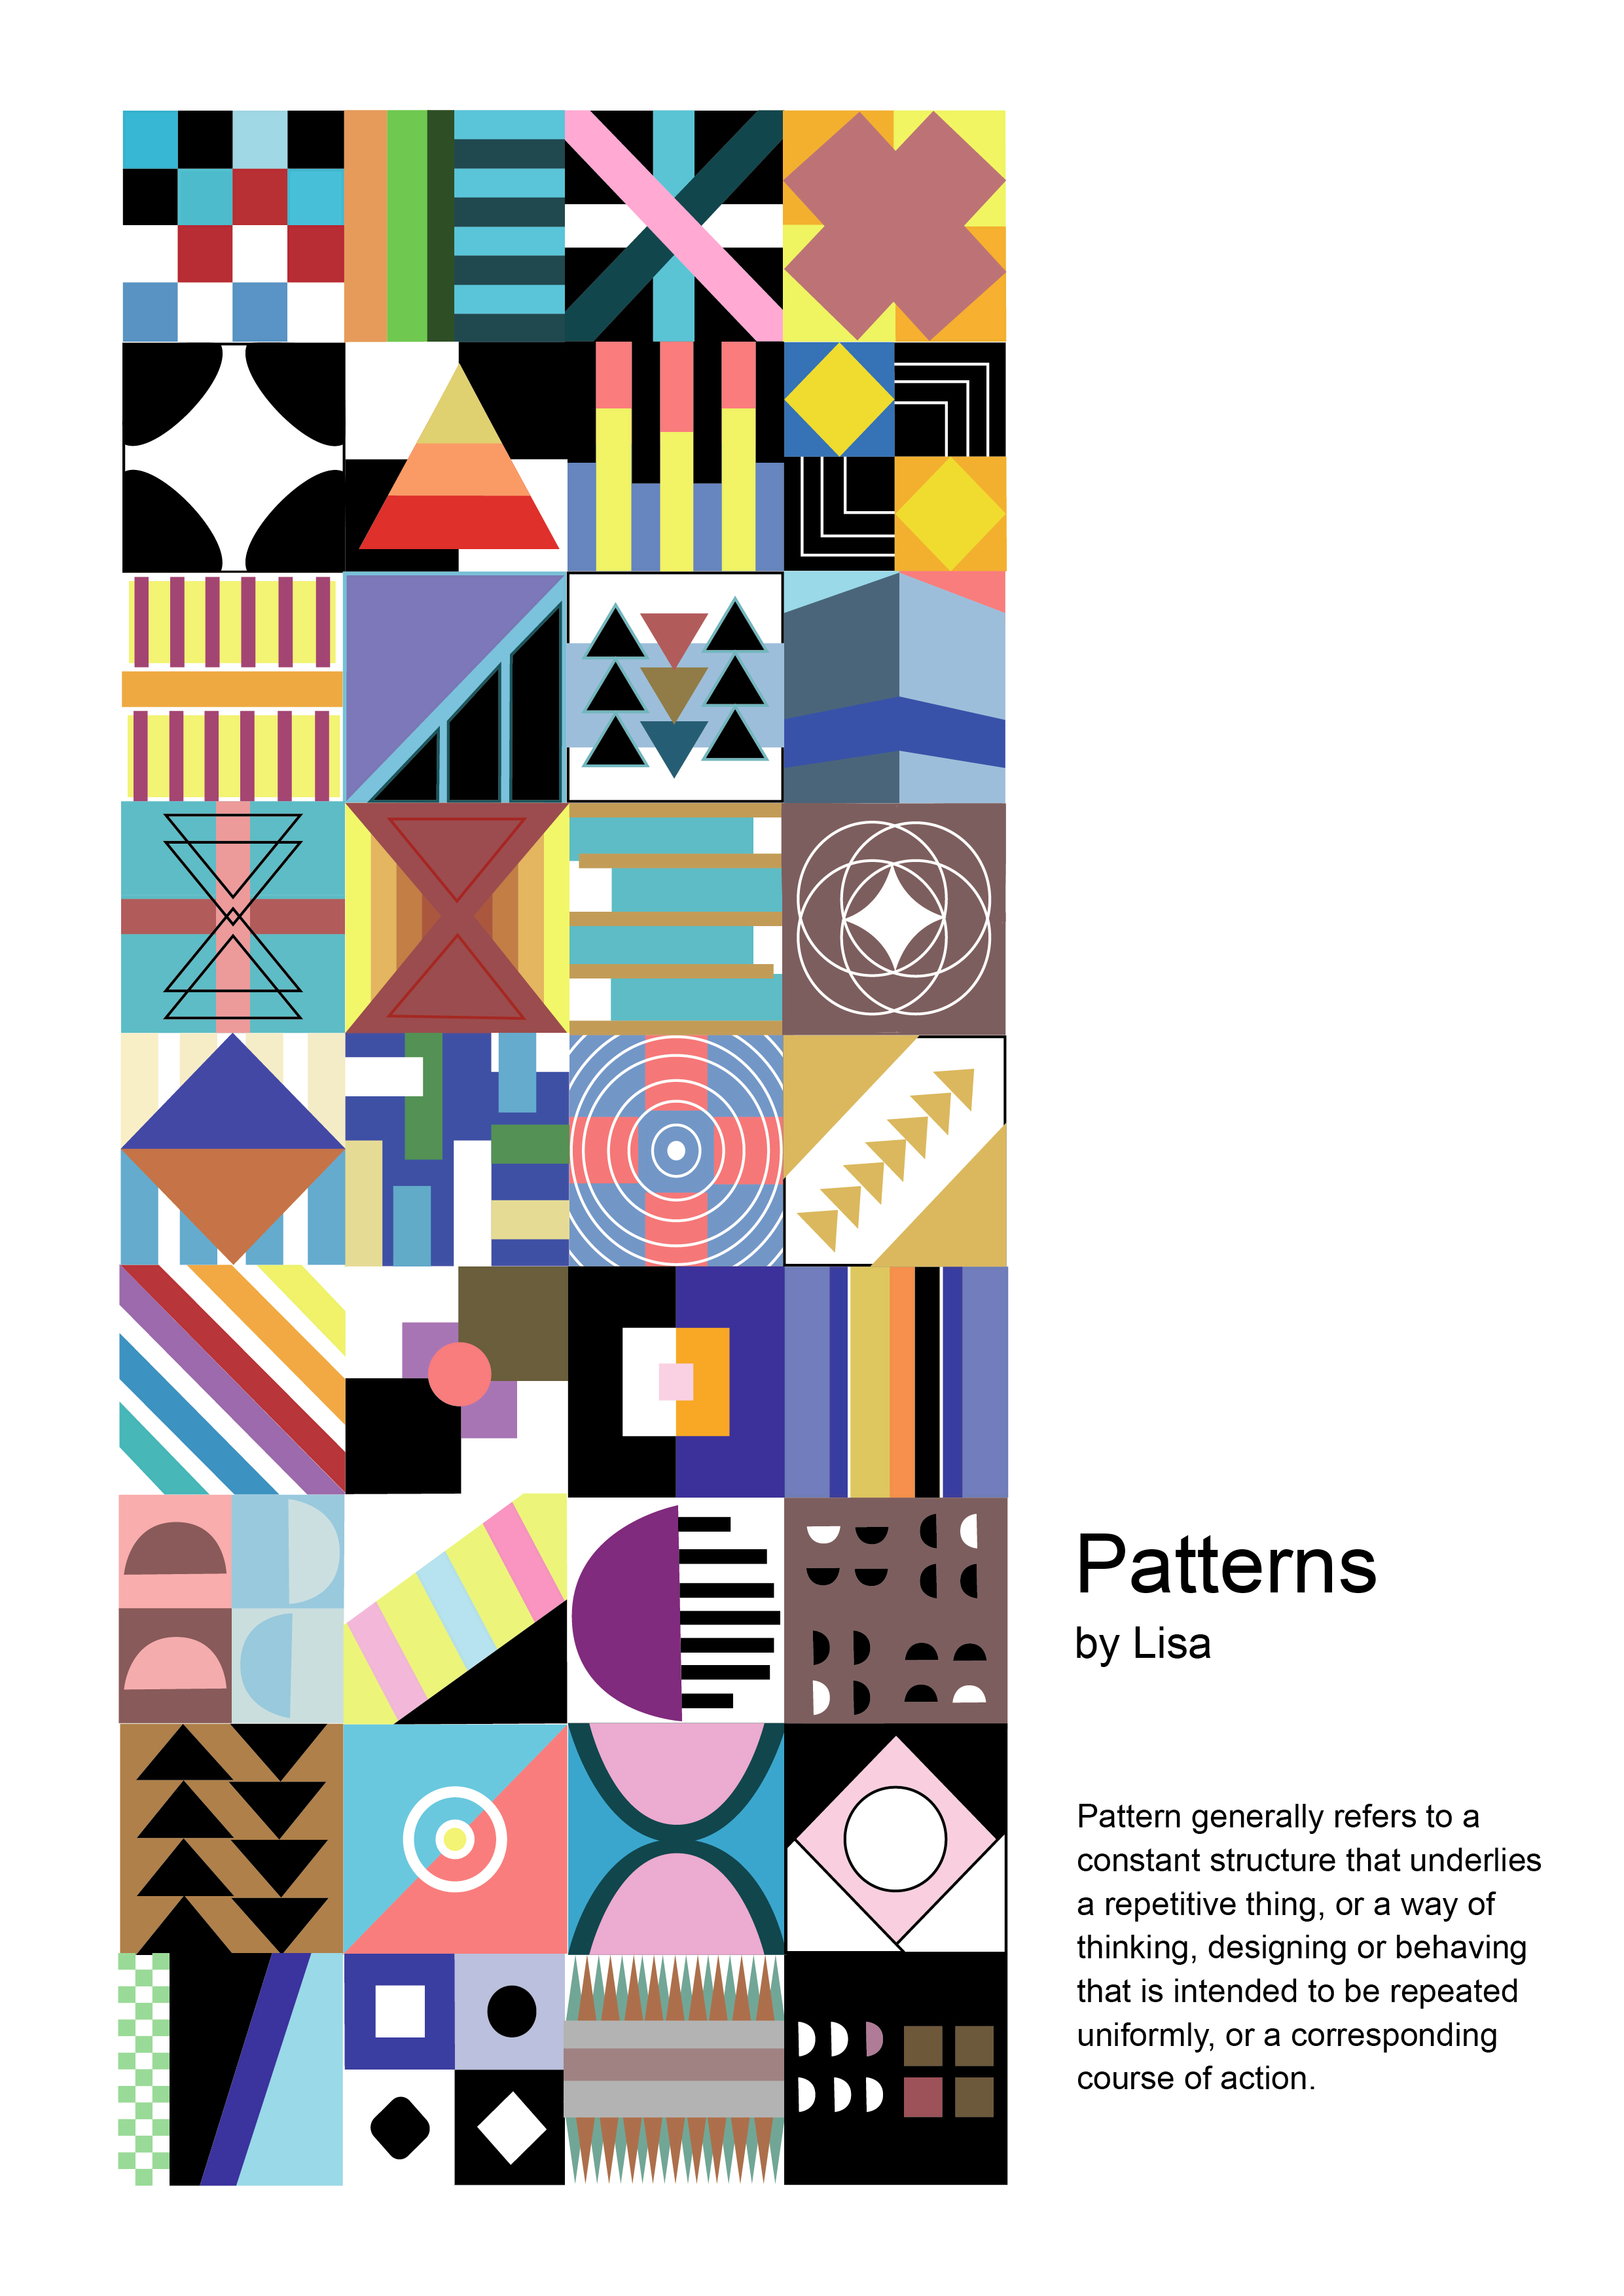 Patterns
by Lisa
Pattern generally refers to a
constant structure that underlies
a repetitive thing, or a way of
thinking, designing or behaving
that is intended to be repeated
uniformly, or a corresponding
course of action.